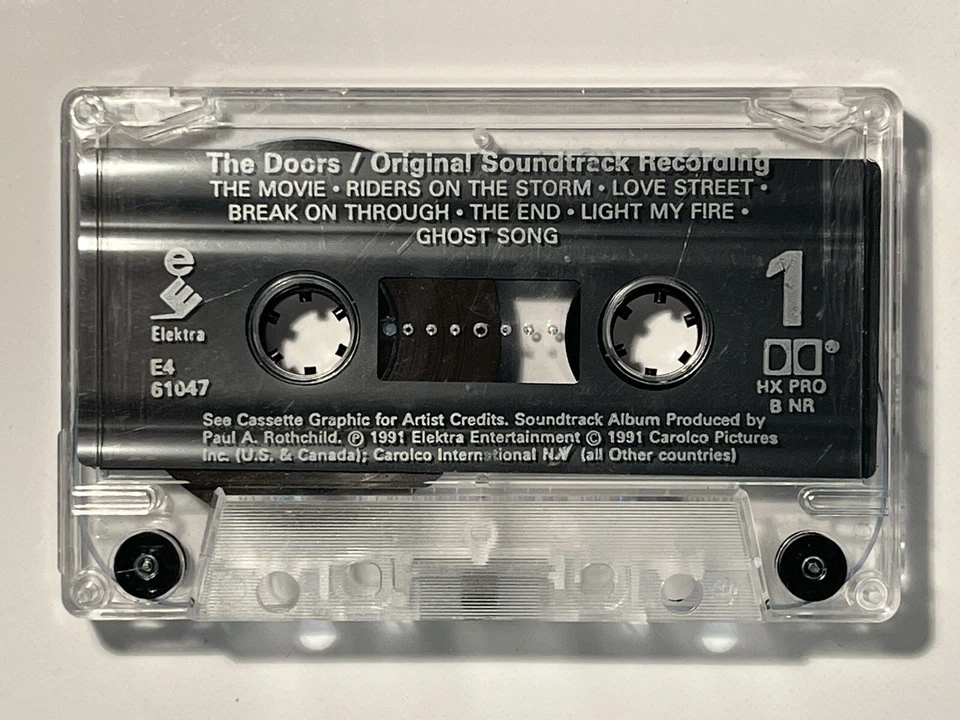 The Doors / Original Soundtrack Recording
THE MOVIE • RIDERS ON THE STORM • LOVE STREET •
BREAK ON THROUGH • THE END • LIGHT MY FIRE •
GHOST SONG
Elektra
E4
61047
1
HX PRO
B NR
See Cassette Graphic for Artist Credits. Soundtrack Album Produced by
Paul A. Rothchild. ℗ 1991 Elektra Entertainment © 1991 Carolco Pictures
Inc. (U.S. & Canada); Carolco International N.V (all Other countries)